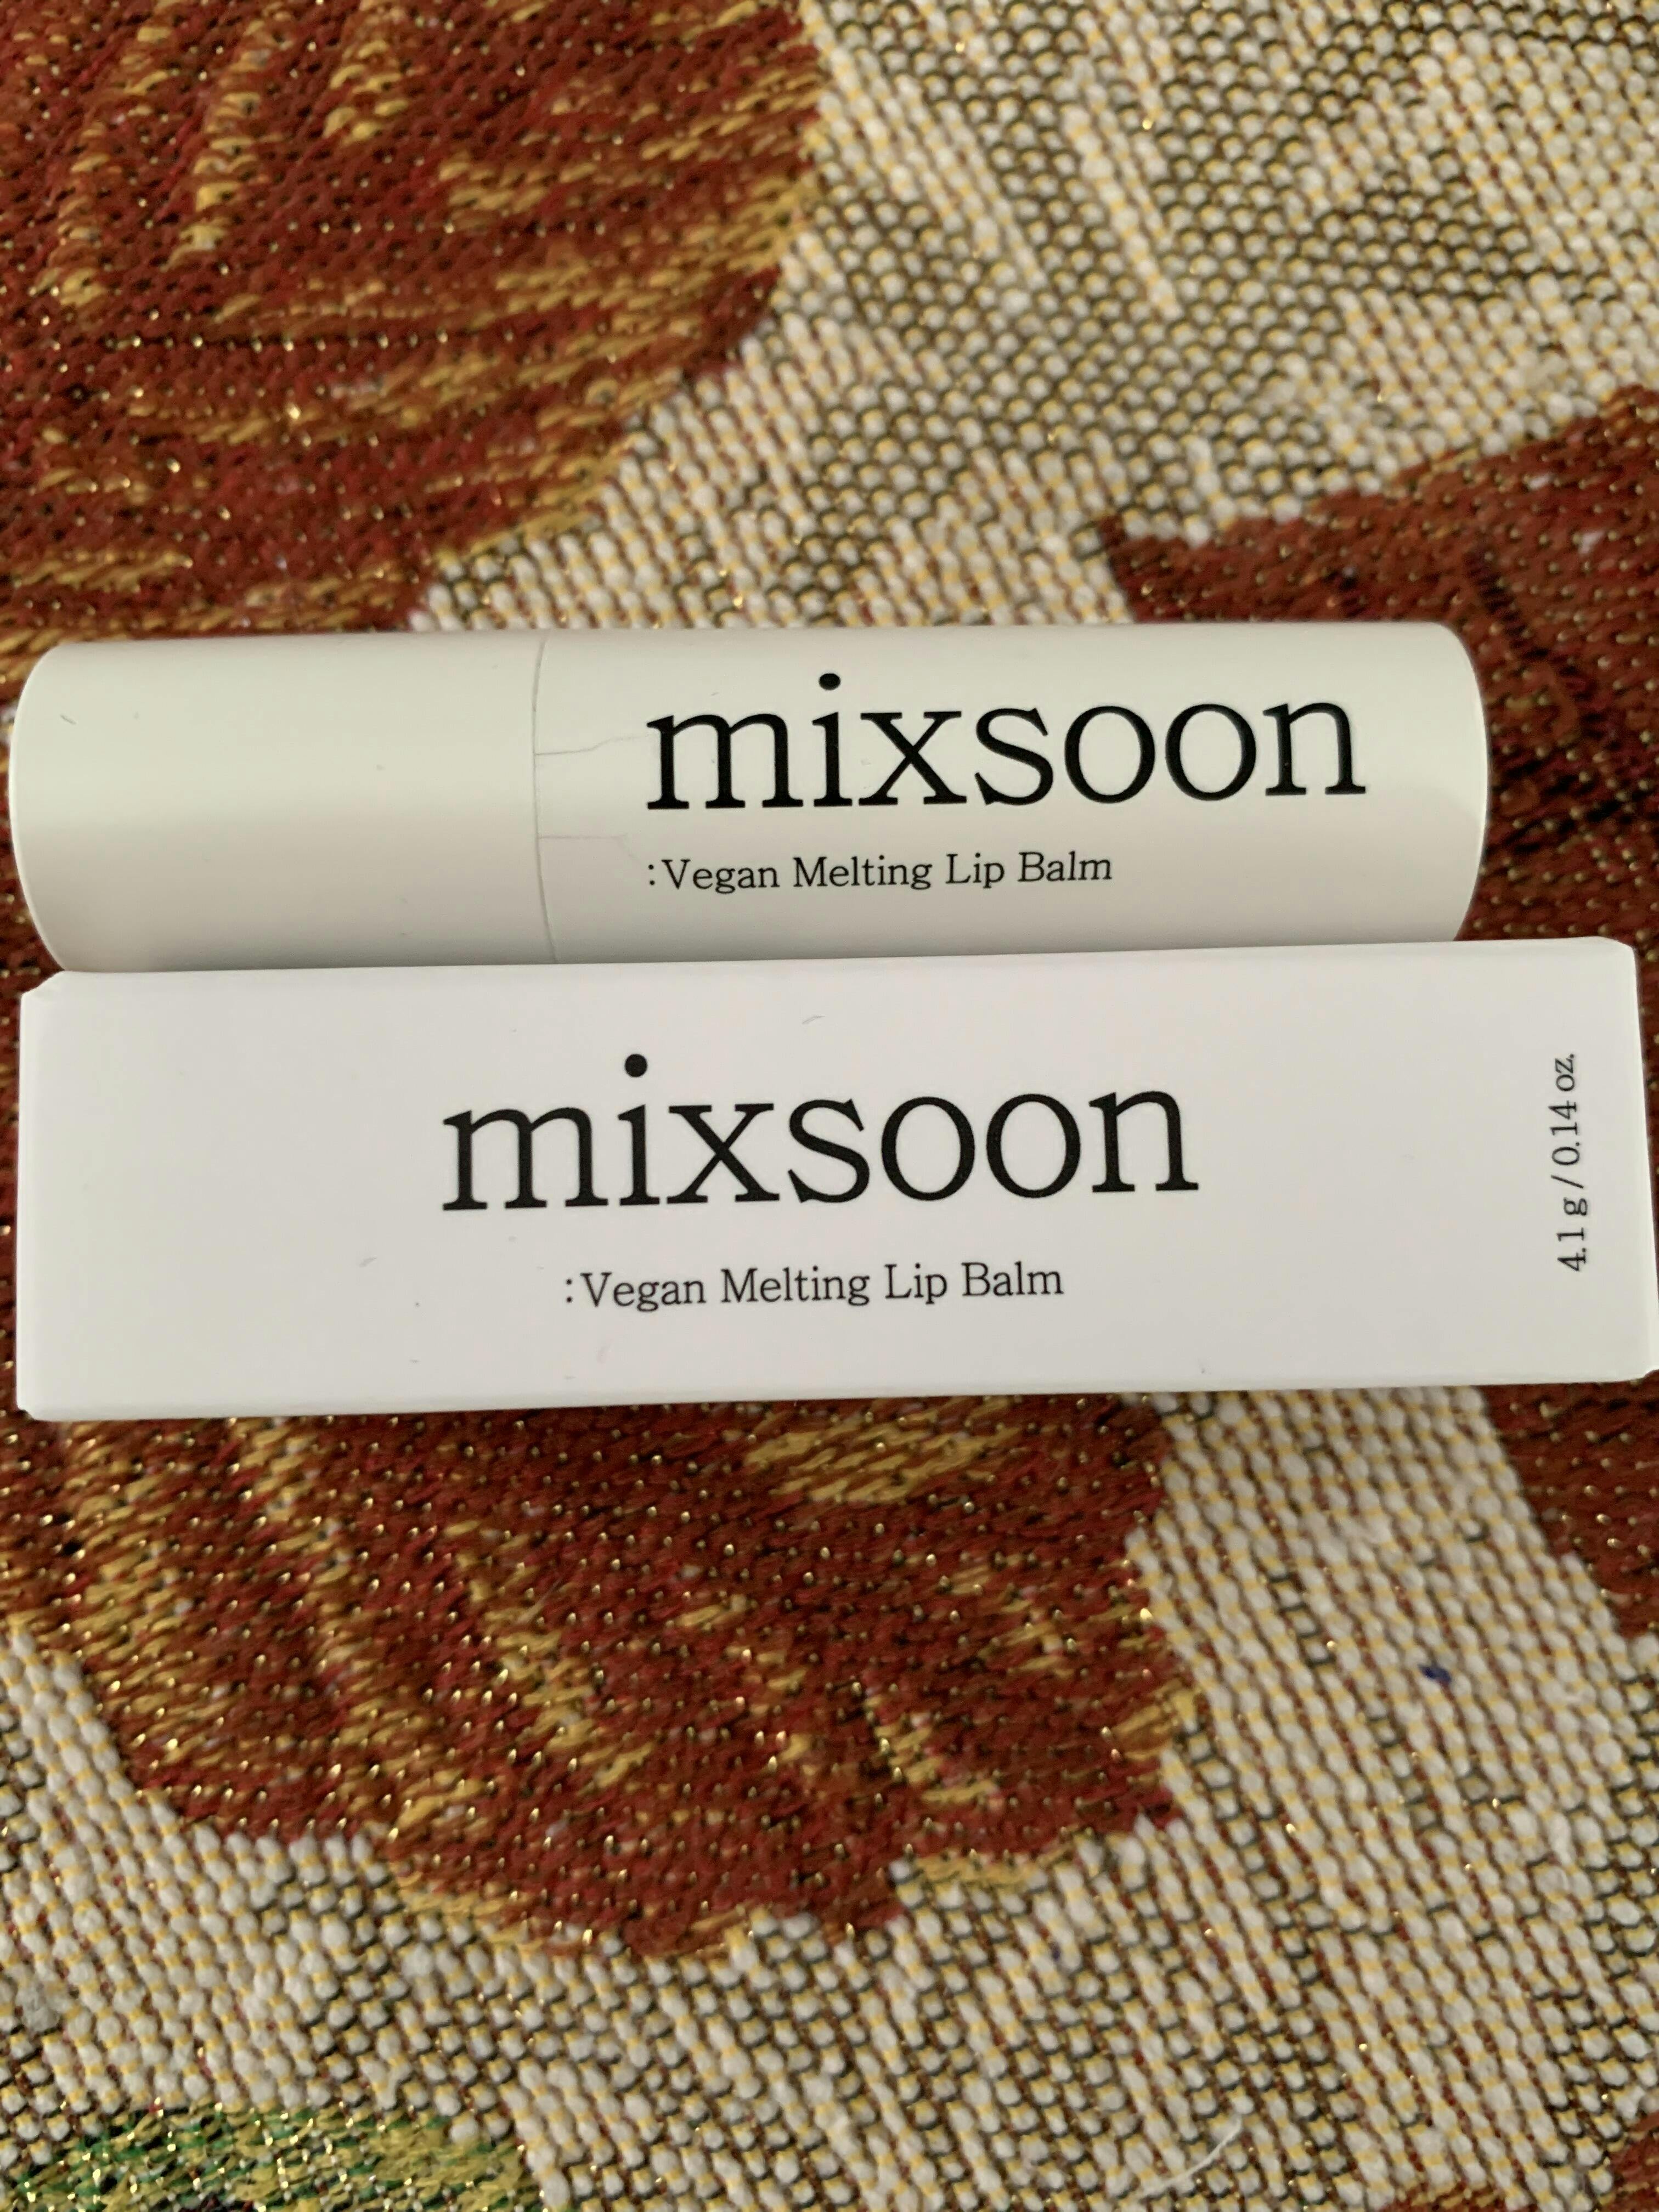 mixsoon
:Vegan Melting Lip Balm
mixsoon
:Vegan Melting Lip Balm
4.1 g / 0.14 oz.